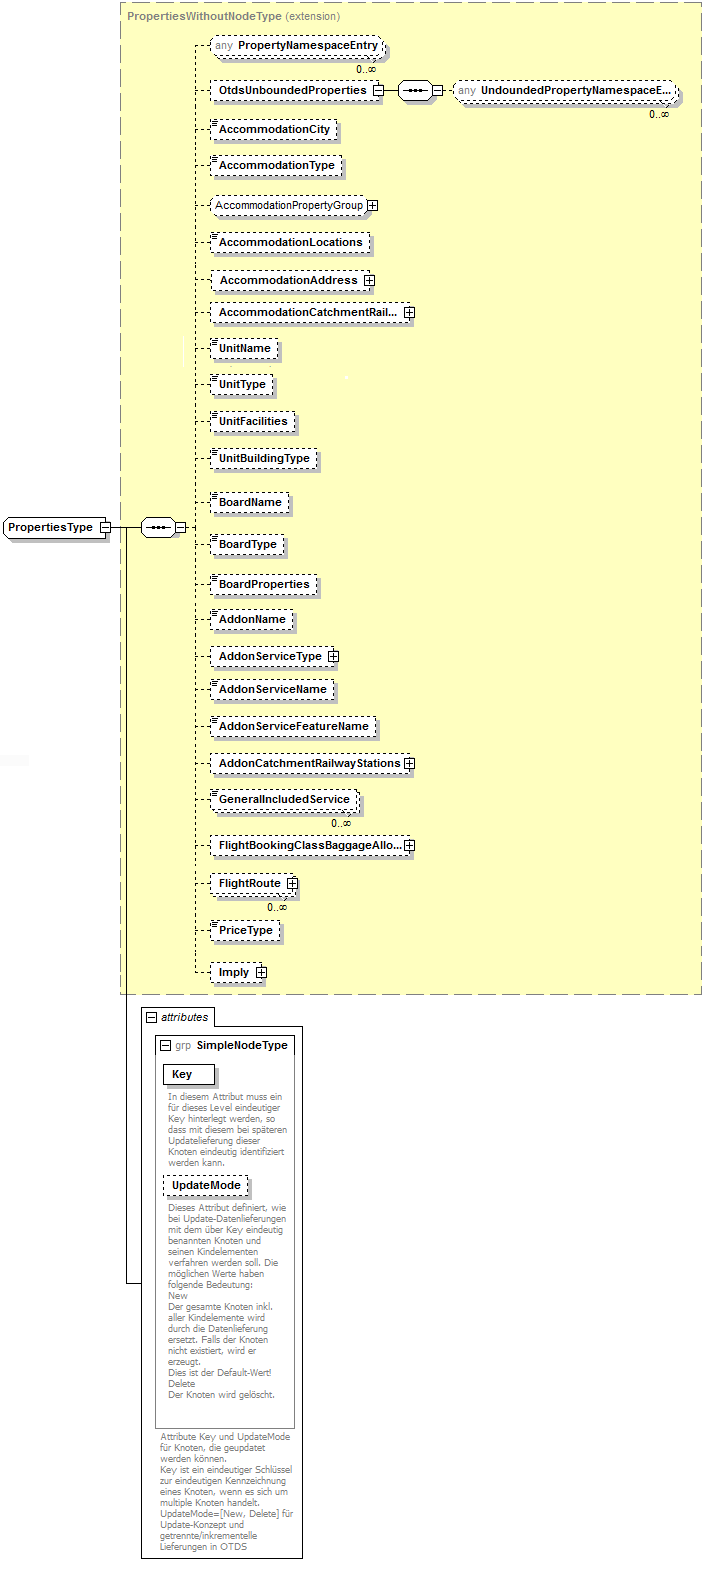 PropertiesWithoutNodeType (extension)
any PropertyNamespaceEntry
0..∞
OtdsUnboundedProperties
any UndoundedPropertyNamespaceE...
0..∞
AccommodationCity
AccommodationType
AccommodationPropertyGroup
AccommodationLocations
AccommodationAddress
AccommodationCatchmentRail...
UnitName
UnitType
UnitFacilities
UnitBuildingType
BoardName
PropertiesType
BoardType
BoardProperties
AddonName
AddonServiceType
AddonServiceName
AddonServiceFeatureName
AddonCatchmentRailwayStations
GeneralIncludedService
0..∞
FlightBookingClassBaggageAllo...
FlightRoute
0..∞
PriceType
Imply
attributes
grp SimpleNodeType
Key
In diesem Attribut muss ein
für dieses Level eindeutiger
Key hinterlegt werden, so
dass mit diesem bei späteren
Updatelieferung dieser
Knoten eindeutig identifiziert
werden kann.
UpdateMode
Dieses Attribut definiert, wie
bei Update-Datenlieferungen
mit dem über Key eindeutig
benannten Knoten und
seinen Kindelementen
verfahren werden soll. Die
möglichen Werte haben
folgende Bedeutung:
New
Der gesamte Knoten inkl.
aller Kindelemente wird
durch die Datenlieferung
ersetzt. Falls der Knoten
nicht existiert, wird er
erzeugt.
Dies ist der Default-Wert!
Delete
Der Knoten wird gelöscht.
Attribute Key und UpdateMode
für Knoten, die geupdatet
werden können.
Key ist ein eindeutiger Schlüssel
zur eindeutigen Kennzeichnung
eines Knoten, wenn es sich um
multiple Knoten handelt.
UpdateMode=[New, Delete] für
Update-Konzept und
getrennte/inkrementelle
Lieferungen in OTDS